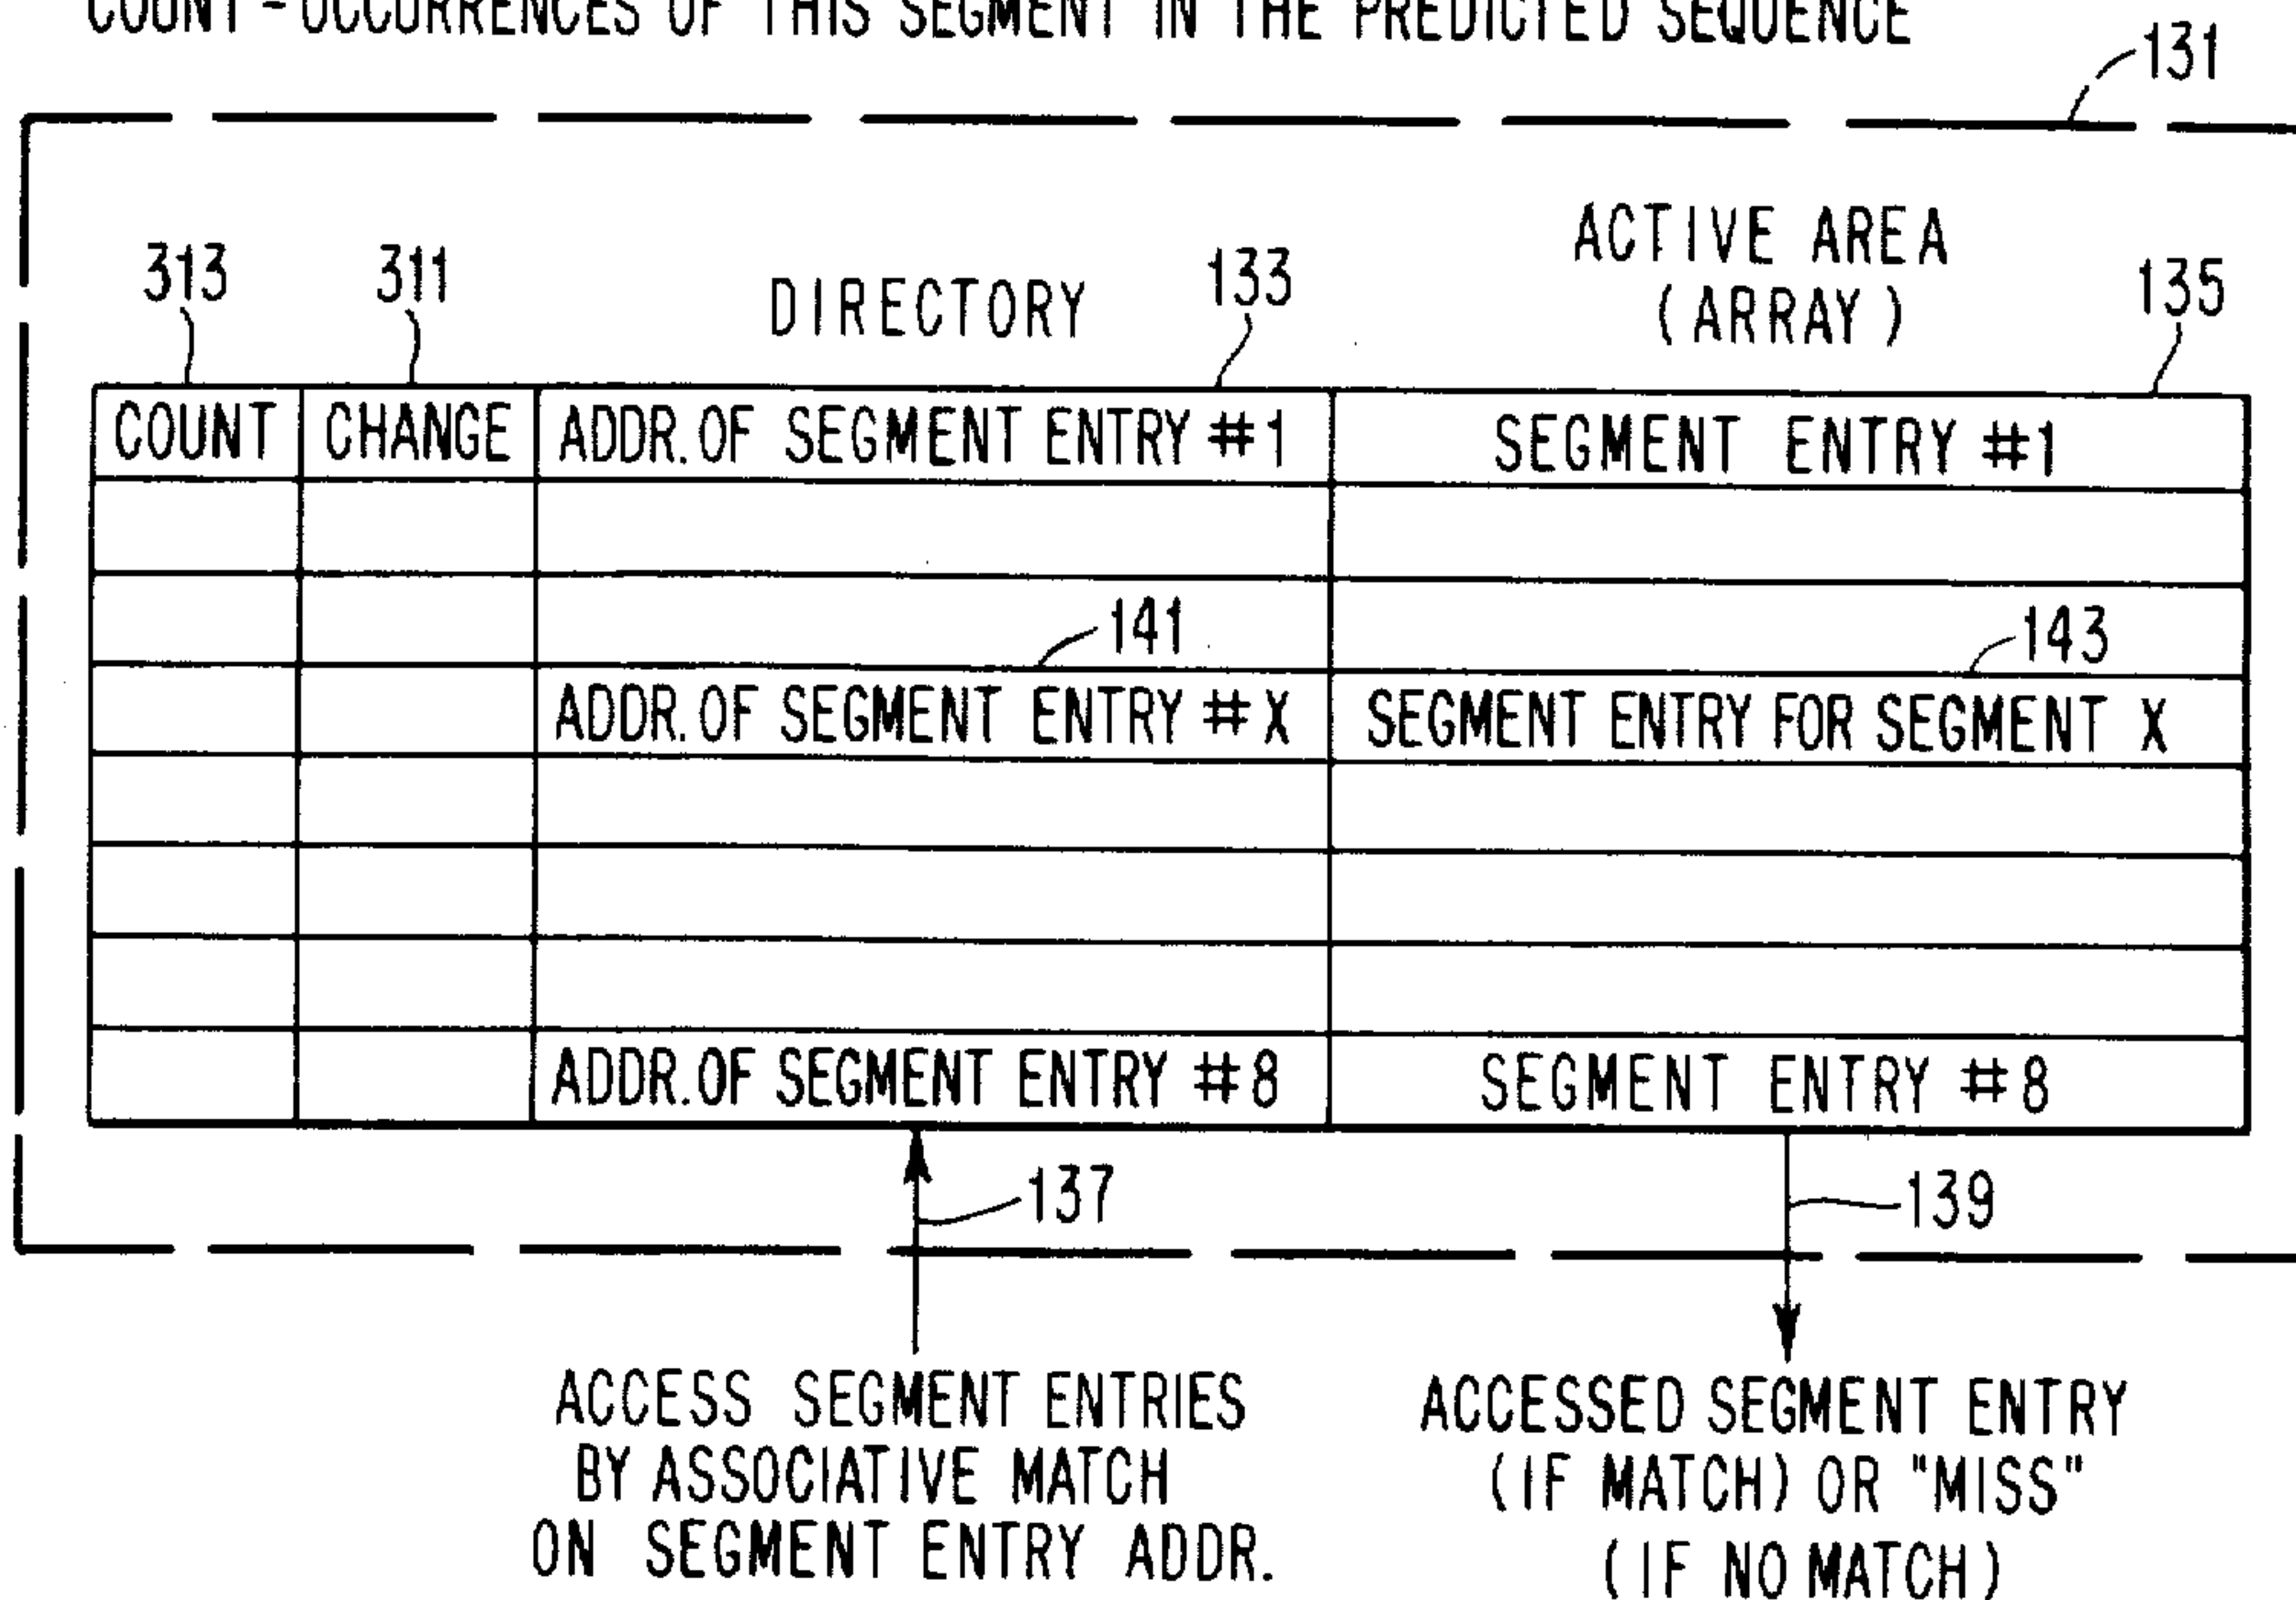 COUNT - OCCURRENCES OF THIS SEGMENT IN THE PREDICTED SEQUENCE
131
313
311
DIRECTORY
133
ACTIVE AREA
(ARRAY)
135
COUNT CHANGE ADDR. OF SEGMENT ENTRY #1 SEGMENT ENTRY #1
141
143
ADDR. OF SEGMENT ENTRY #X SEGMENT ENTRY FOR SEGMENT X
ADDR. OF SEGMENT ENTRY #8 SEGMENT ENTRY #8
137
139
ACCESS SEGMENT ENTRIES
BY ASSOCIATIVE MATCH
ON SEGMENT ENTRY ADDR.
ACCESSED SEGMENT ENTRY
(IF MATCH) OR "MISS"
(IF NO MATCH)